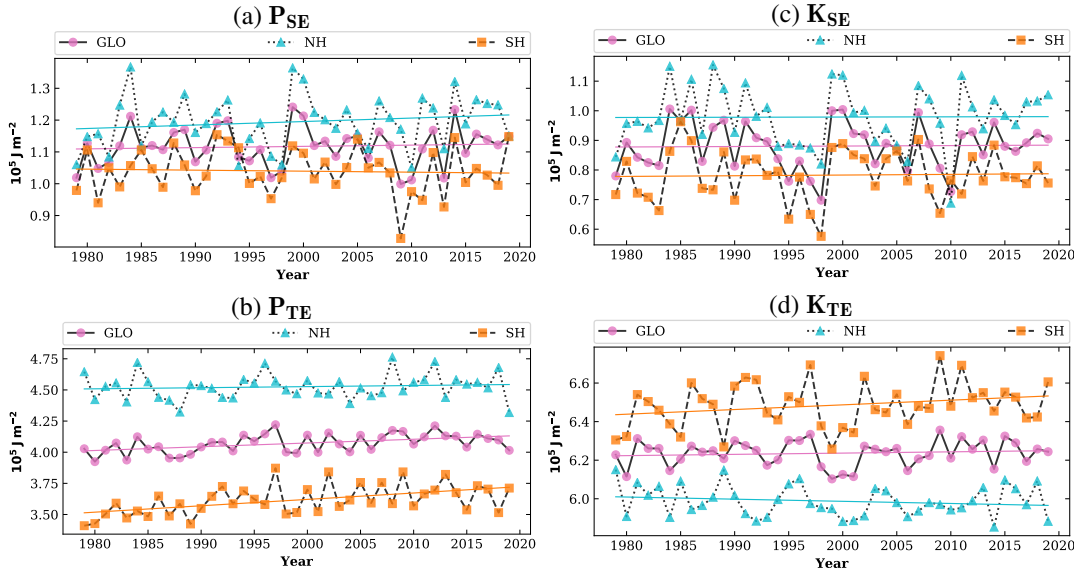 (a) P_SE
GLO NH SH
1.3
1.2
1.1
1.0
0.9
10⁵ J m⁻²
1980 1985 1990 1995 2000 2005 2010 2015 2020
Year
(c) K_SE
GLO NH SH
1.1
1.0
0.9
0.8
0.7
0.6
10⁵ J m⁻²
1980 1985 1990 1995 2000 2005 2010 2015 2020
Year
(b) P_TE
GLO NH SH
4.75
4.50
4.25
4.00
3.75
3.50
10⁵ J m⁻²
1980 1985 1990 1995 2000 2005 2010 2015 2020
Year
(d) K_TE
GLO NH SH
6.6
6.4
6.2
6.0
10⁵ J m⁻²
1980 1985 1990 1995 2000 2005 2010 2015 2020
Year